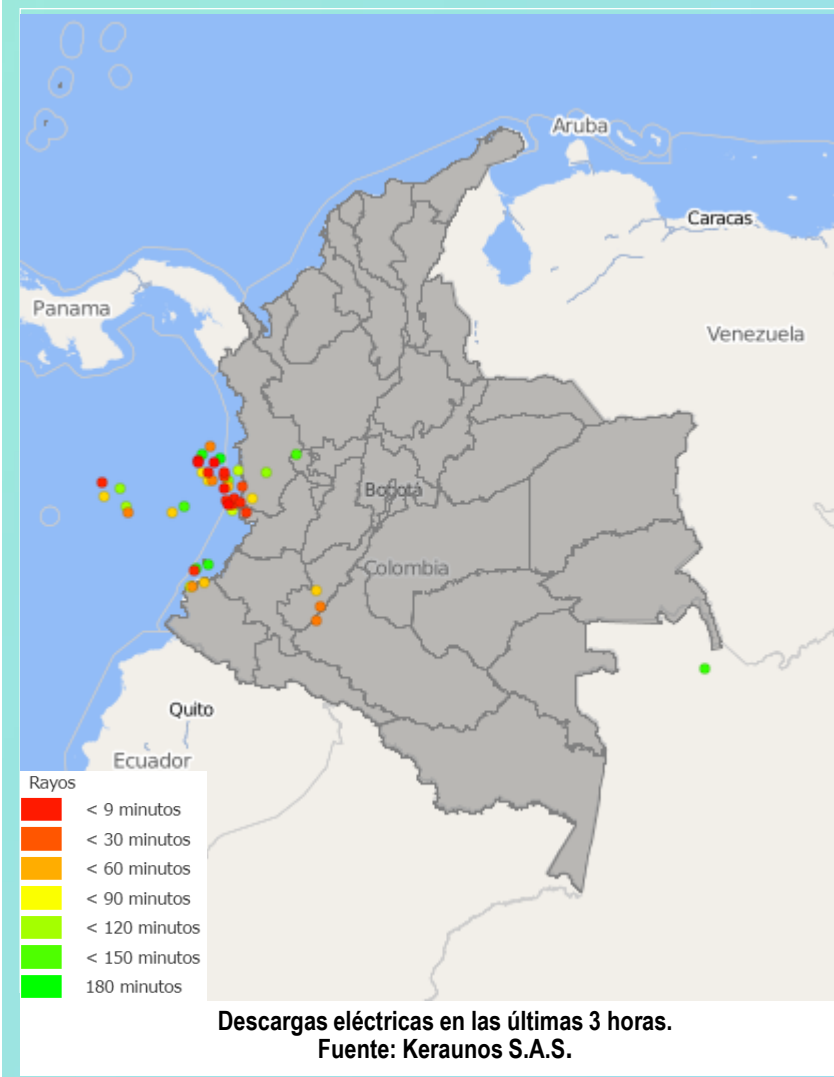 Aruba
Caracas
Panama
Venezuela
Bogotá
Colombia
Quito
Ecuador
Rayos
< 9 minutos
< 30 minutos
< 60 minutos
< 90 minutos
< 120 minutos
< 150 minutos
180 minutos
Descargas eléctricas en las últimas 3 horas.
Fuente: Keraunos S.A.S.